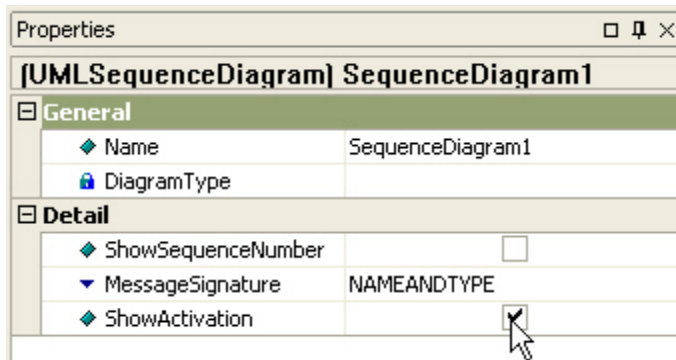 Properties
(UMLSequenceDiagram) SequenceDiagram1
General
Name SequenceDiagram1
DiagramType
Detail
ShowSequenceNumber
MessageSignature NAMEANDTYPE
ShowActivation